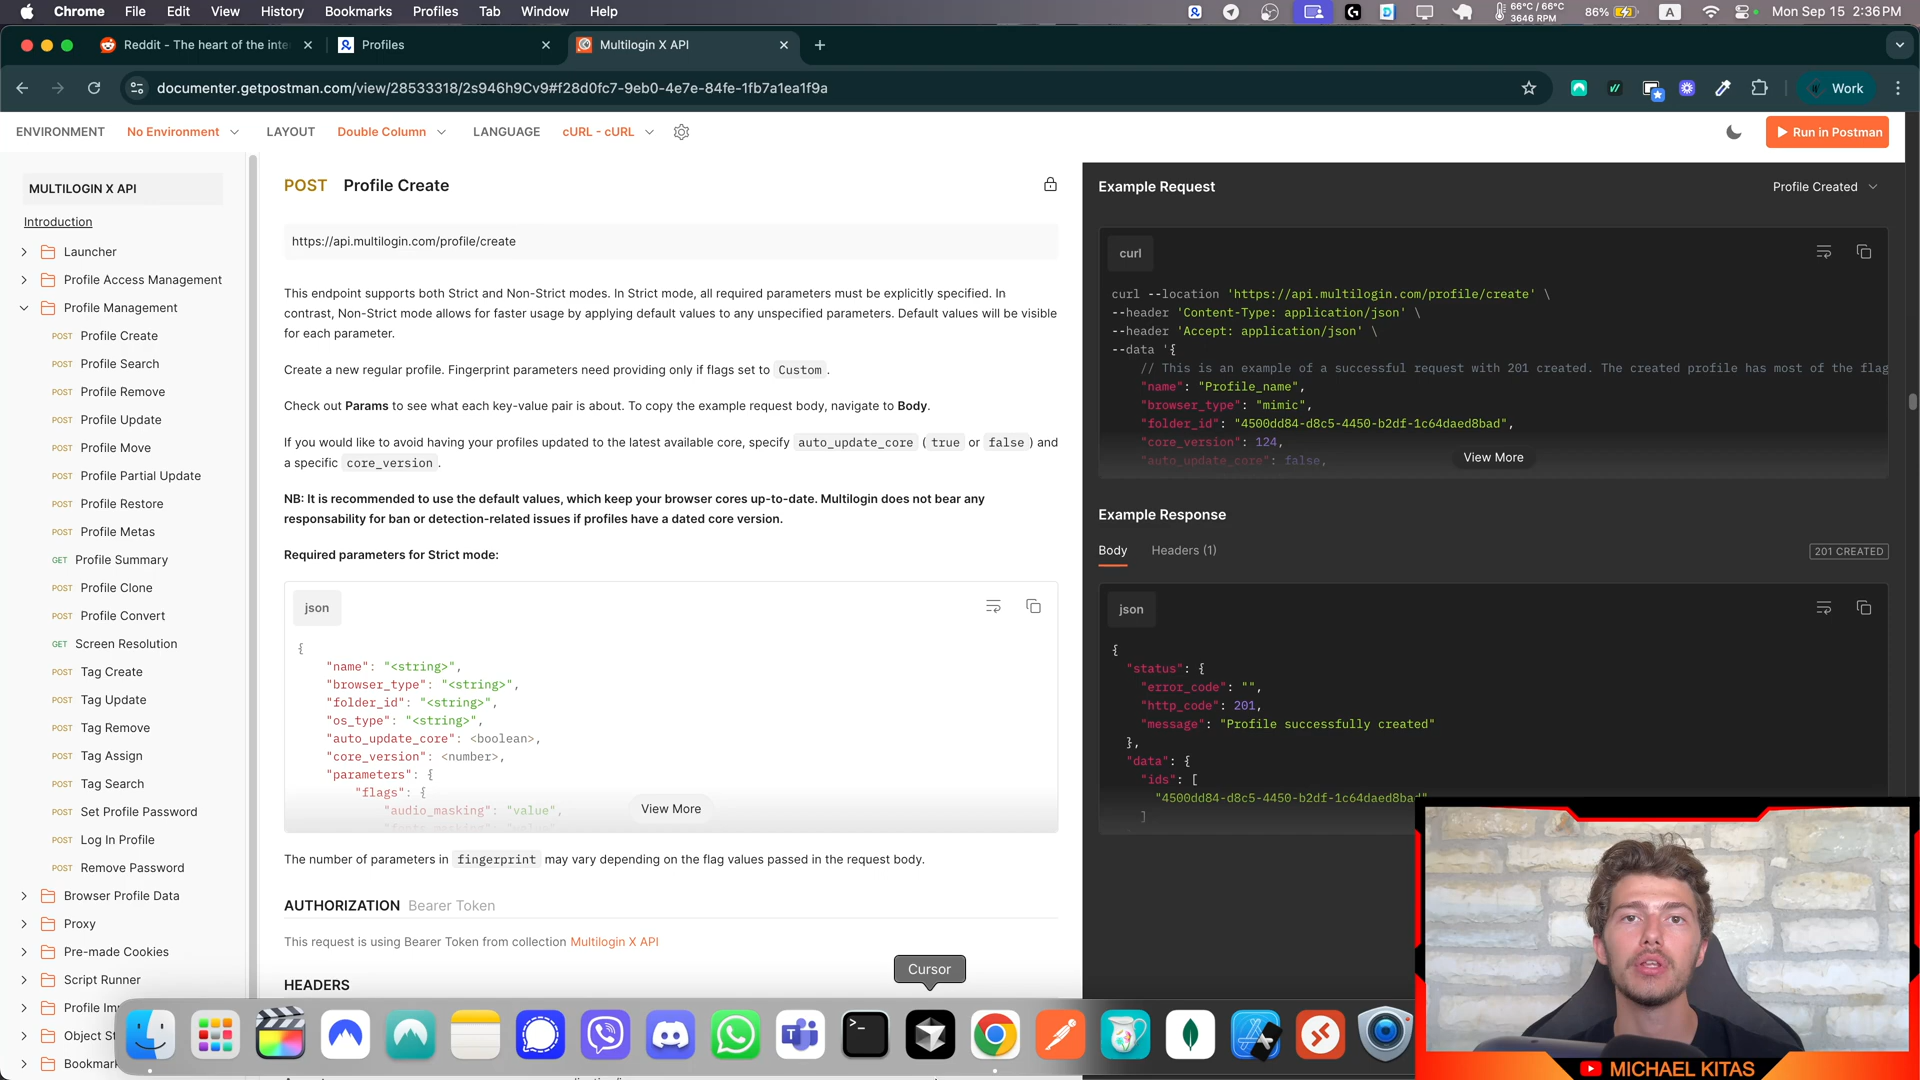 Chrome File Edit View History Bookmarks Profiles Tab Window Help
66°C / 66°C
3646 RPM
86%
A
Mon Sep 15 2:36 PM
Reddit - The heart of the inte
Profiles
Multilogin X API
documenter.getpostman.com/view/28533318/2s946h9Cv9#f28d0fc7-9eb0-4e7e-84fe-1fb7a1ea1f9a
Work
ENVIRONMENT No Environment LAYOUT Double Column LANGUAGE cURL - cURL
Run in Postman
MULTILOGIN X API
Introduction
Launcher
Profile Access Management
Profile Management
POST Profile Create
POST Profile Search
POST Profile Remove
POST Profile Update
POST Profile Move
POST Profile Partial Update
POST Profile Restore
POST Profile Metas
GET Profile Summary
POST Profile Clone
POST Profile Convert
GET Screen Resolution
POST Tag Create
POST Tag Update
POST Tag Remove
POST Tag Assign
POST Tag Search
POST Set Profile Password
POST Log In Profile
POST Remove Password
Browser Profile Data
Proxy
Pre-made Cookies
Script Runner
Profile Im
Object St
Bookmark
POST Profile Create
https://api.multilogin.com/profile/create
This endpoint supports both Strict and Non-Strict modes. In Strict mode, all required parameters must be explicitly specified. In
contrast, Non-Strict mode allows for faster usage by applying default values to any unspecified parameters. Default values will be visible
for each parameter.
Create a new regular profile. Fingerprint parameters need providing only if flags set to Custom .
Check out Params to see what each key-value pair is about. To copy the example request body, navigate to Body.
If you would like to avoid having your profiles updated to the latest available core, specify auto_update_core ( true or false ) and
a specific core_version .
NB: It is recommended to use the default values, which keep your browser cores up-to-date. Multilogin does not bear any
responsability for ban or detection-related issues if profiles have a dated core version.
Required parameters for Strict mode:
json
{
"name": "<string>",
"browser_type": "<string>",
"folder_id": "<string>",
"os_type": "<string>",
"auto_update_core": <boolean>,
"core_version": <number>,
"parameters": {
"flags": {
"audio_masking": "value",
View More
The number of parameters in fingerprint may vary depending on the flag values passed in the request body.
AUTHORIZATION Bearer Token
This request is using Bearer Token from collection Multilogin X API
HEADERS
Cursor
Example Request
Profile Created
curl
curl --location 'https://api.multilogin.com/profile/create' \
--header 'Content-Type: application/json' \
--header 'Accept: application/json' \
--data '{
// This is an example of a successful request with 201 created. The created profile has most of the flag
"name": "Profile_name",
"browser_type": "mimic",
"folder_id": "4500dd84-d8c5-4450-b2df-1c64daed8bad",
"core_version": 124,
"auto_update_core": false,
View More
Example Response
Body Headers (1)
201 CREATED
json
{
"status": {
"error_code": "",
"http_code": 201,
"message": "Profile successfully created"
},
"data": {
"ids": [
"4500dd84-d8c5-4450-b2df-1c64daed8bad"
]
MICHAEL KITAS